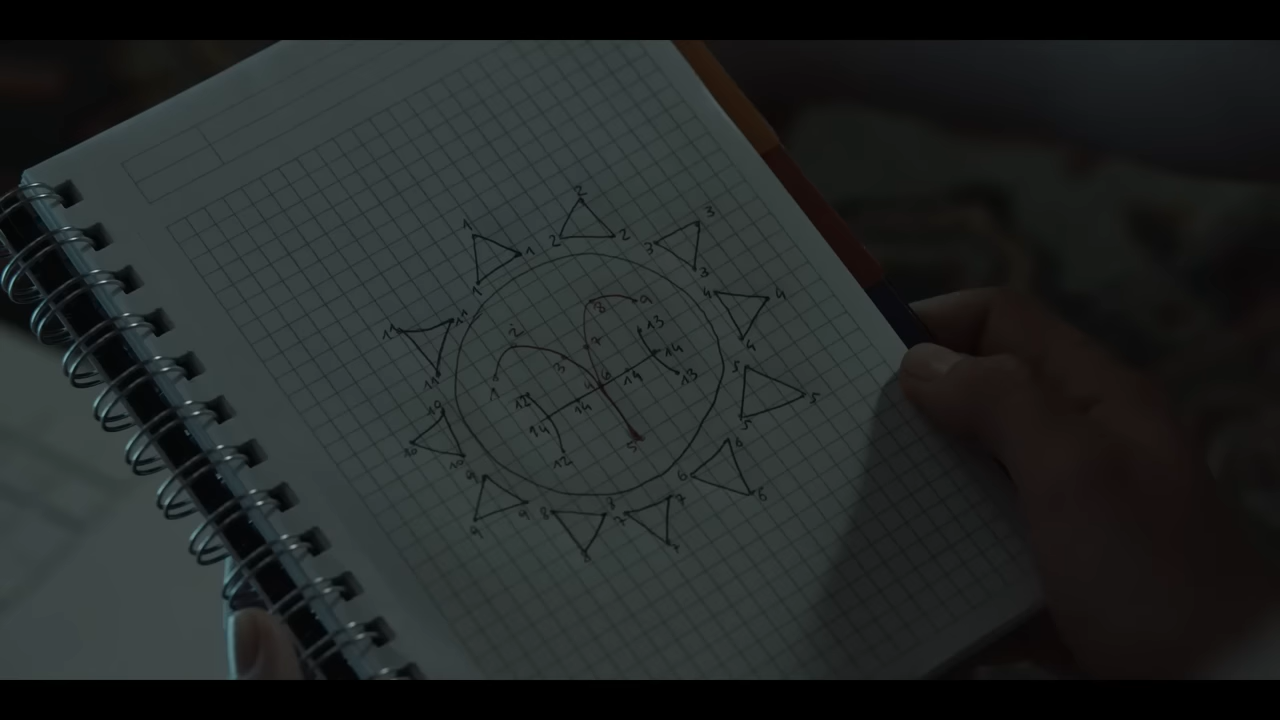 2
1 3
1 2 2 3
1 3
4 4
8 9
11 11 2 13
7 14 4
3 6 14 13 5
11 1 4 5
10 12 14
14 5
10 12 5 6
10 9 6
9 8 8 7 6
9 7
8 7